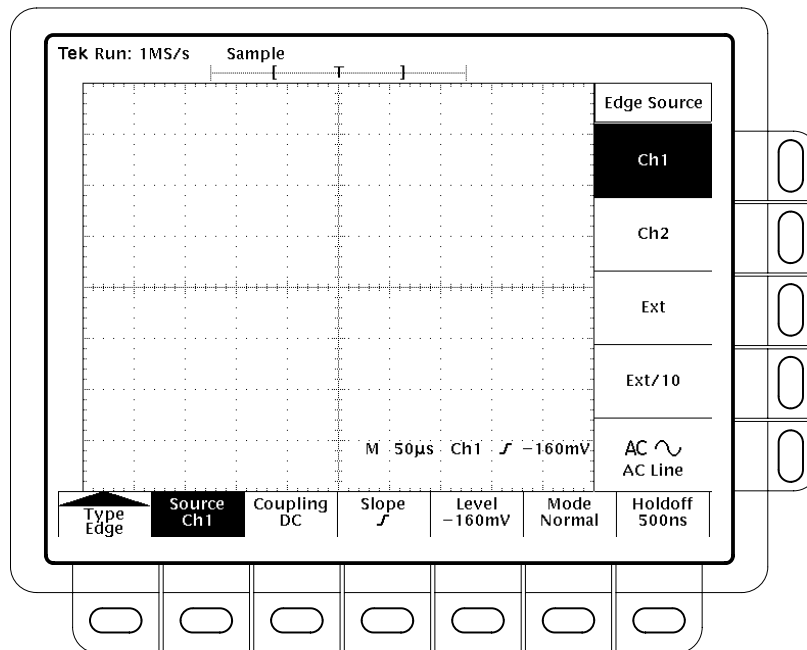 Tek Run: 1MS/s Sample
[ T ]
Edge Source
Ch1
Ch2
Ext
Ext/10
AC
AC Line
M 50µs Ch1 -160mV
Type
Edge
Source
Ch1
Coupling
DC
Slope
Level
-160mV
Mode
Normal
Holdoff
500ns